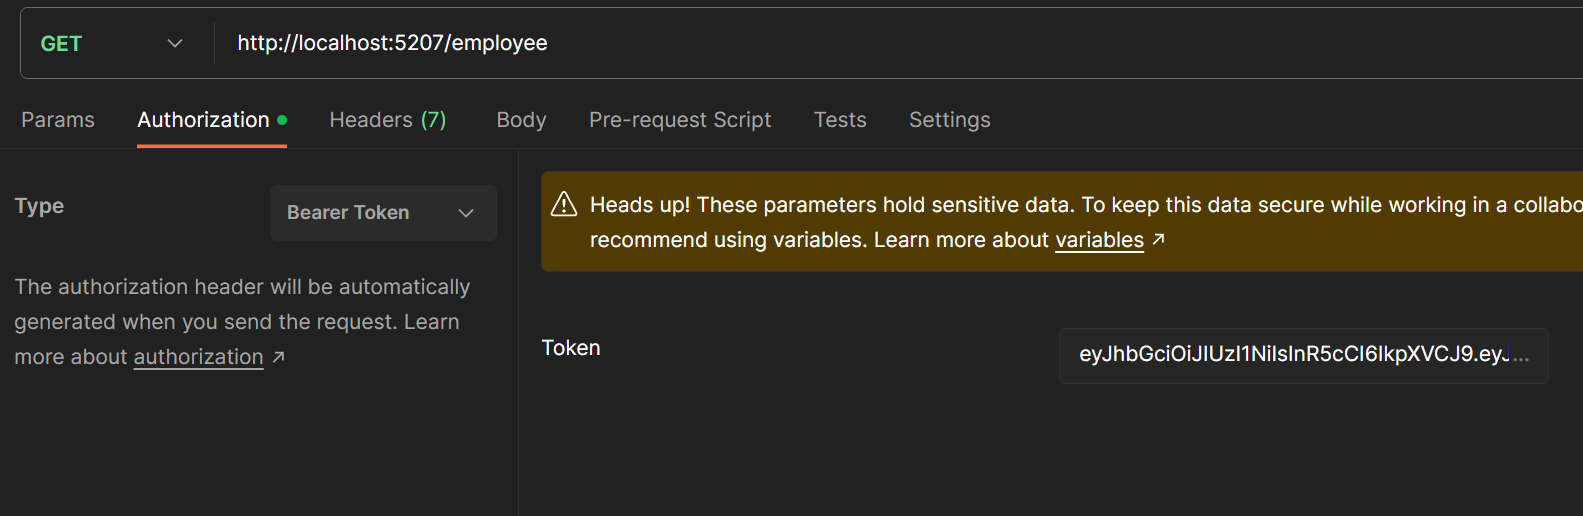 GET http://localhost:5207/employee
Params Authorization Headers (7) Body Pre-request Script Tests Settings
Type Bearer Token
The authorization header will be automatically
generated when you send the request. Learn
more about authorization ↗
Heads up! These parameters hold sensitive data. To keep this data secure while working in a collabo
recommend using variables. Learn more about variables ↗
Token eyJhbGciOiJIUzI1NiIsInR5cCI6IkpXVCJ9.eyJ...